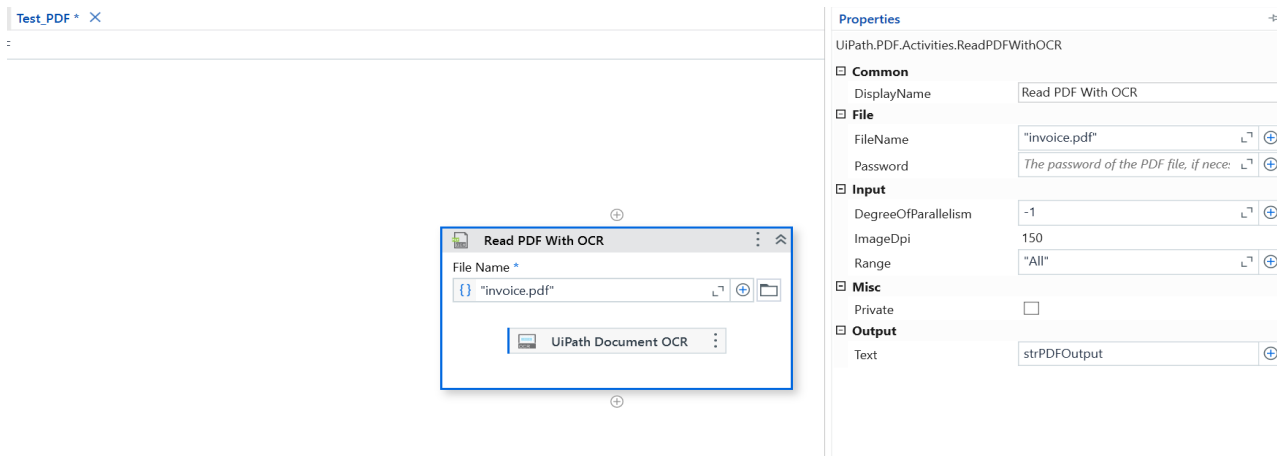 Test_PDF *
Read PDF With OCR
File Name *
"invoice.pdf"
UiPath Document OCR
Properties
UiPath.PDF.Activities.ReadPDFWithOCR
Common
DisplayName Read PDF With OCR
File
FileName "invoice.pdf"
Password The password of the PDF file, if neces
Input
DegreeOfParallelism -1
ImageDpi 150
Range "All"
Misc
Private
Output
Text strPDFOutput